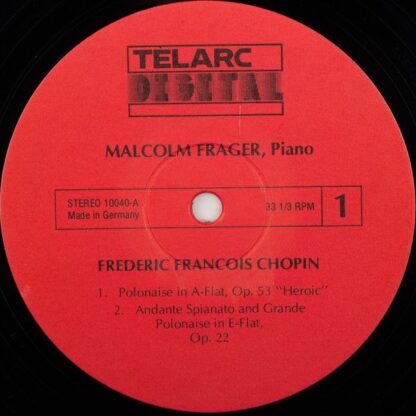 TELARC
DIGITAL
MALCOLM FRAGER, Piano
STEREO 10040-A
Made in Germany
33 1/3 RPM
1
FREDERIC FRANCOIS CHOPIN
1. Polonaise in A-Flat, Op. 53 "Heroic"
2. Andante Spianato and Grande
Polonaise in E-Flat,
Op. 22